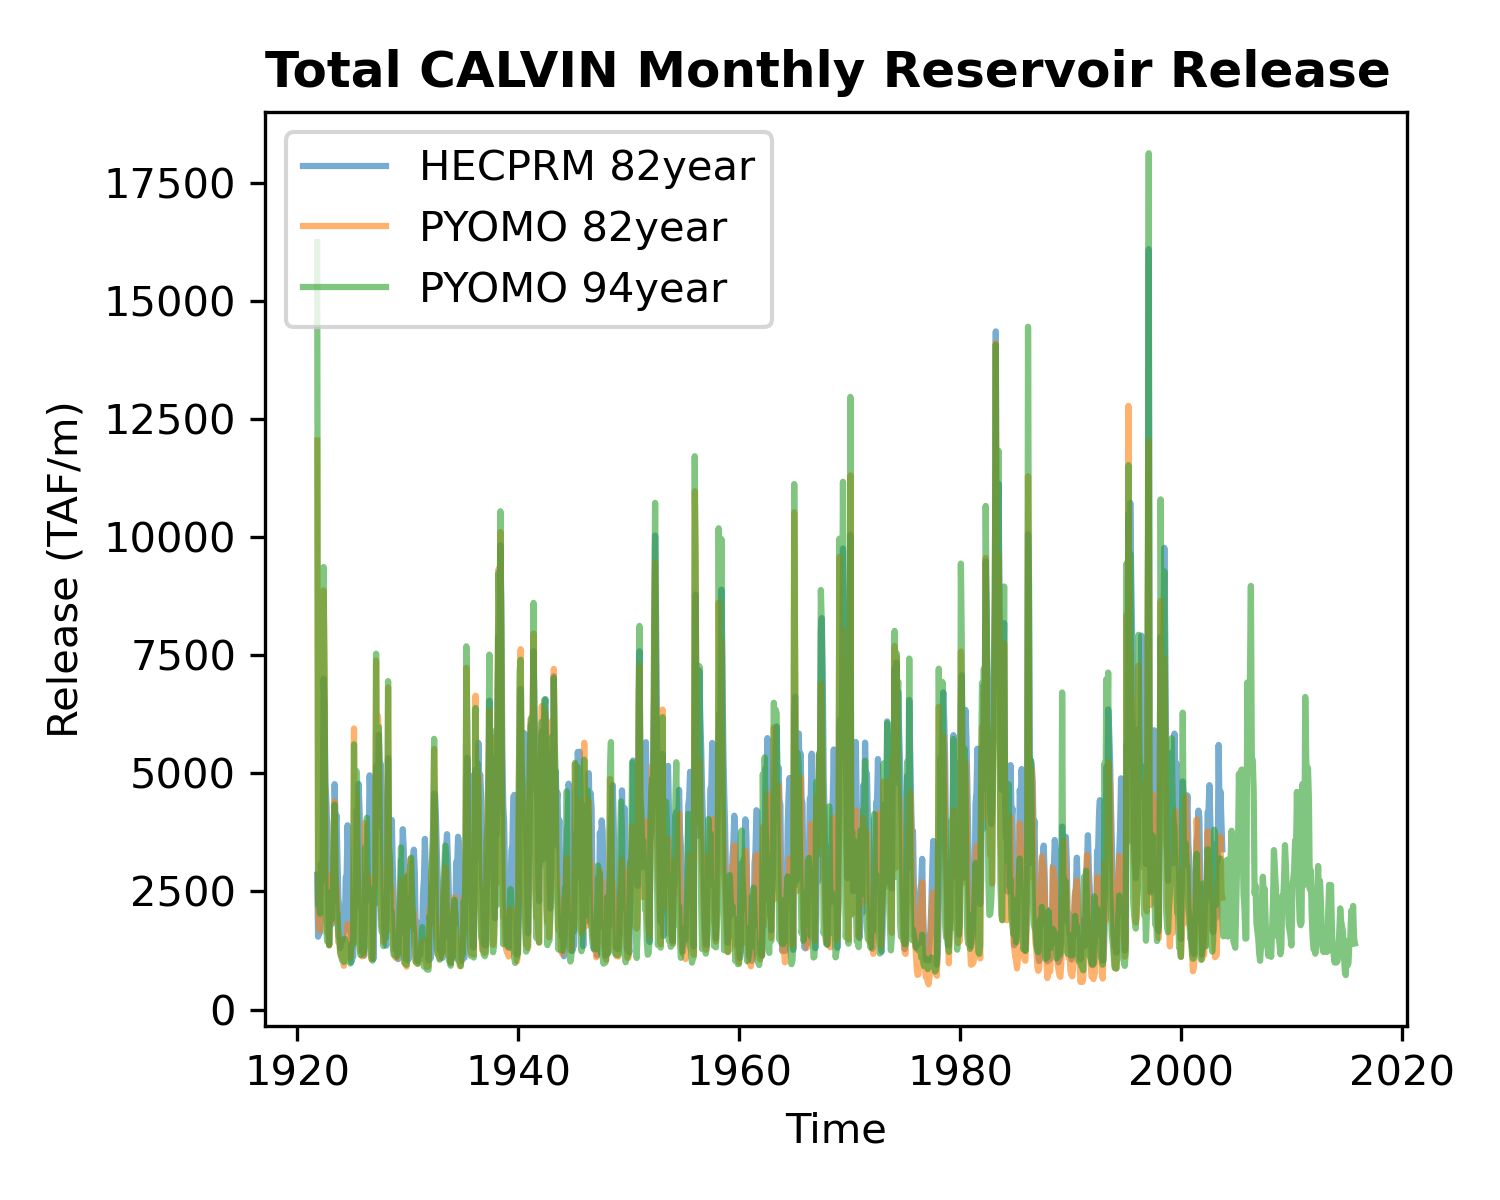 Total CALVIN Monthly Reservoir Release
HECPRM 82year
PYOMO 82year
PYOMO 94year
Release (TAF/m)
17500
15000
12500
10000
7500
5000
2500
0
1920 1940 1960 1980 2000 2020
Time